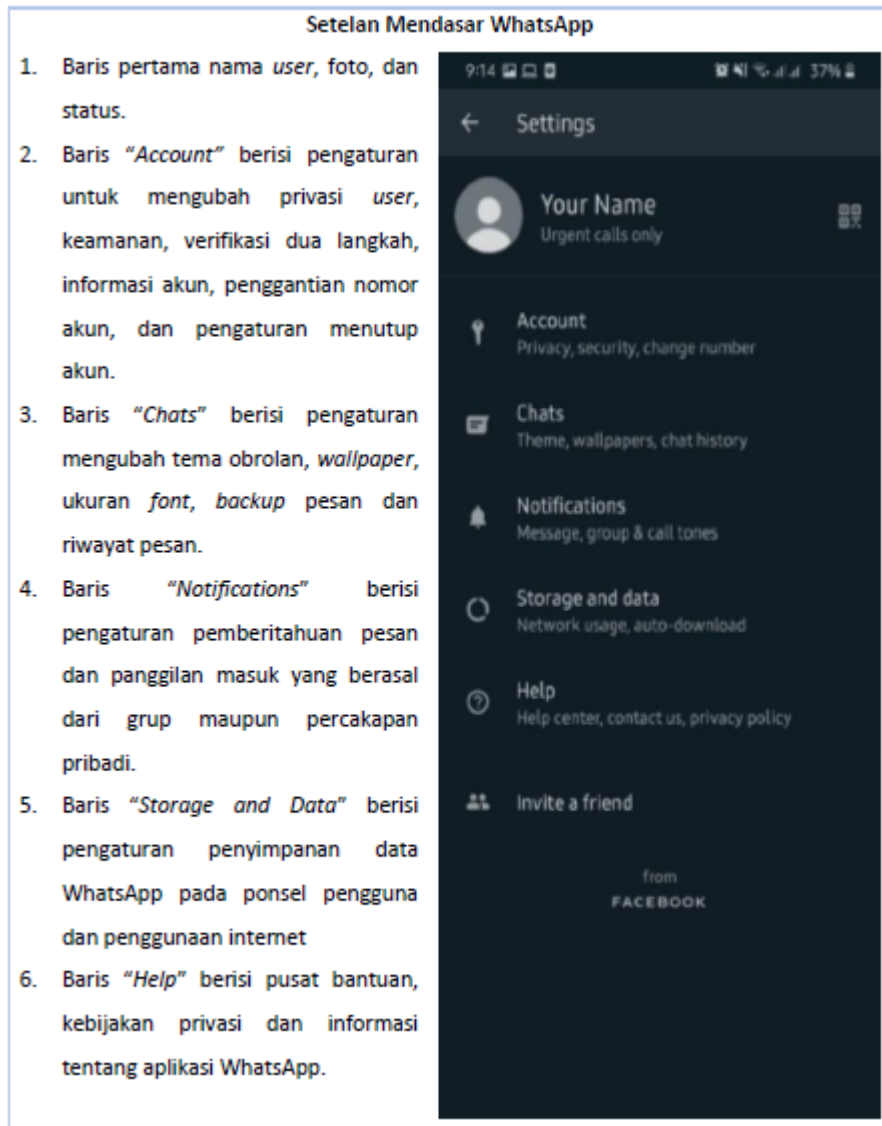 Setelan Mendasar WhatsApp
1. Baris pertama nama user, foto, dan
status.
2. Baris "Account" berisi pengaturan
untuk mengubah privasi user,
keamanan, verifikasi dua langkah,
informasi akun, penggantian nomor
akun, dan pengaturan menutup
akun.
3. Baris "Chats" berisi pengaturan
mengubah tema obrolan, wallpaper,
ukuran font, backup pesan dan
riwayat pesan.
4. Baris "Notifications" berisi
pengaturan pemberitahuan pesan
dan panggilan masuk yang berasal
dari grup maupun percakapan
pribadi.
5. Baris "Storage and Data" berisi
pengaturan penyimpanan data
WhatsApp pada ponsel pengguna
dan penggunaan internet
6. Baris "Help" berisi pusat bantuan,
kebijakan privasi dan informasi
tentang aplikasi WhatsApp.
9:14 37%
Settings
Your Name
Urgent calls only
Account
Privacy, security, change number
Chats
Theme, wallpapers, chat history
Notifications
Message, group & call tones
Storage and data
Network usage, auto-download
Help
Help center, contact us, privacy policy
Invite a friend
from
FACEBOOK